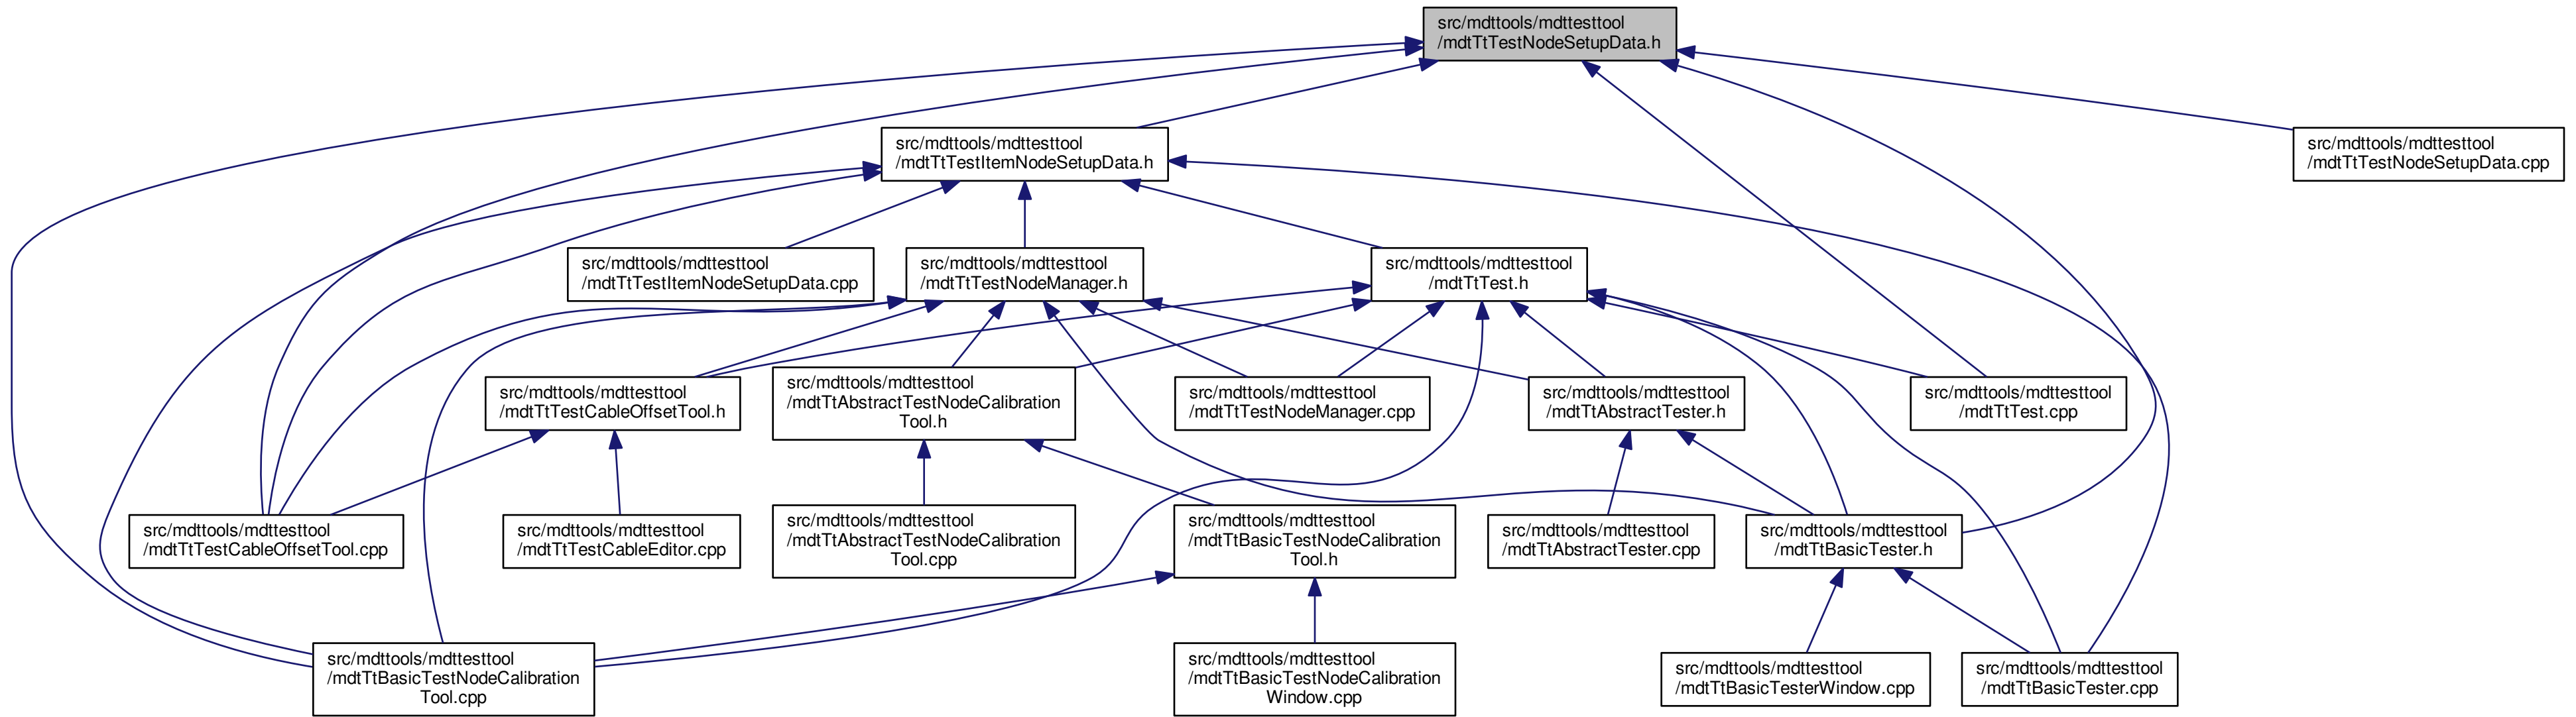 src/mdttools/mdttesttool
/mdtTtTestNodeSetupData.h
src/mdttools/mdttesttool
/mdtTtTestItemNodeSetupData.h
src/mdttools/mdttesttool
/mdtTtTestNodeSetupData.cpp
src/mdttools/mdttesttool
/mdtTtTestItemNodeSetupData.cpp
src/mdttools/mdttesttool
/mdtTtTestNodeManager.h
src/mdttools/mdttesttool
/mdtTtTest.h
src/mdttools/mdttesttool
/mdtTtTestCableOffsetTool.h
src/mdttools/mdttesttool
/mdtTtAbstractTestNodeCalibration
Tool.h
src/mdttools/mdttesttool
/mdtTtTestNodeManager.cpp
src/mdttools/mdttesttool
/mdtTtAbstractTester.h
src/mdttools/mdttesttool
/mdtTtTest.cpp
src/mdttools/mdttesttool
/mdtTtTestCableOffsetTool.cpp
src/mdttools/mdttesttool
/mdtTtTestCableEditor.cpp
src/mdttools/mdttesttool
/mdtTtAbstractTestNodeCalibration
Tool.cpp
src/mdttools/mdttesttool
/mdtTtBasicTestNodeCalibration
Tool.h
src/mdttools/mdttesttool
/mdtTtAbstractTester.cpp
src/mdttools/mdttesttool
/mdtTtBasicTester.h
src/mdttools/mdttesttool
/mdtTtBasicTestNodeCalibration
Tool.cpp
src/mdttools/mdttesttool
/mdtTtBasicTestNodeCalibration
Window.cpp
src/mdttools/mdttesttool
/mdtTtBasicTesterWindow.cpp
src/mdttools/mdttesttool
/mdtTtBasicTester.cpp